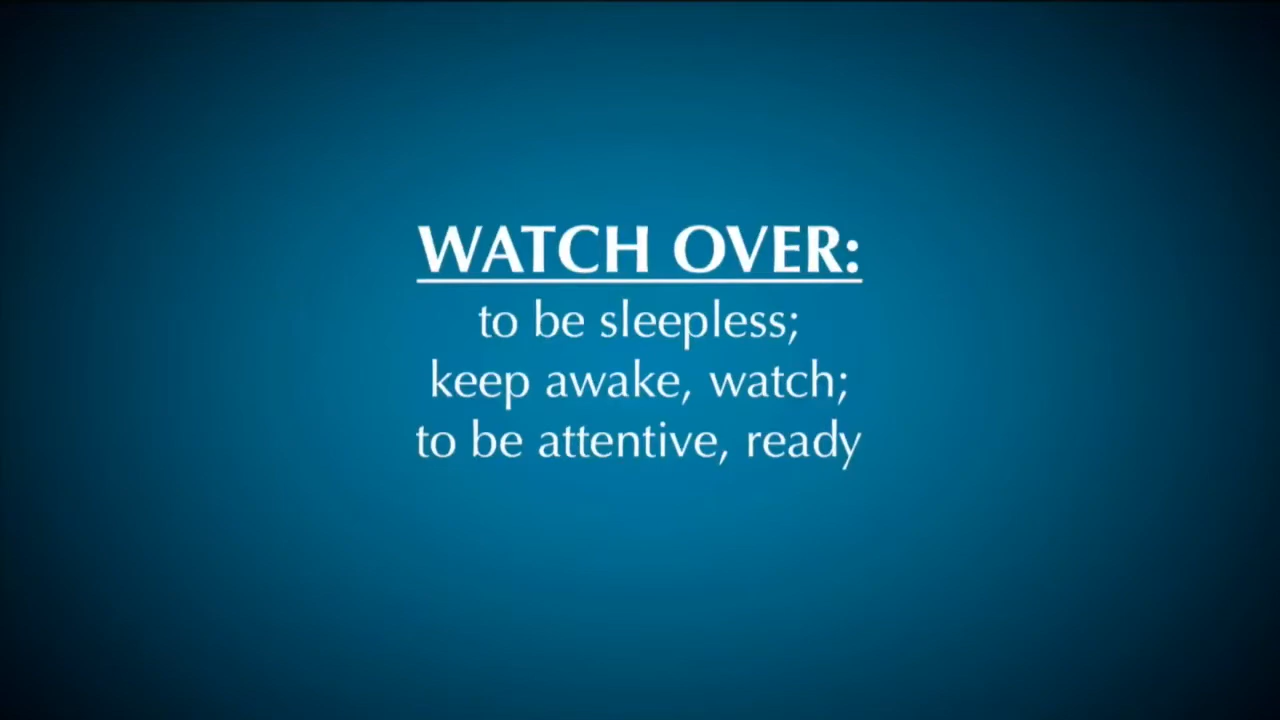 WATCH OVER:
to be sleepless;
keep awake, watch;
to be attentive, ready